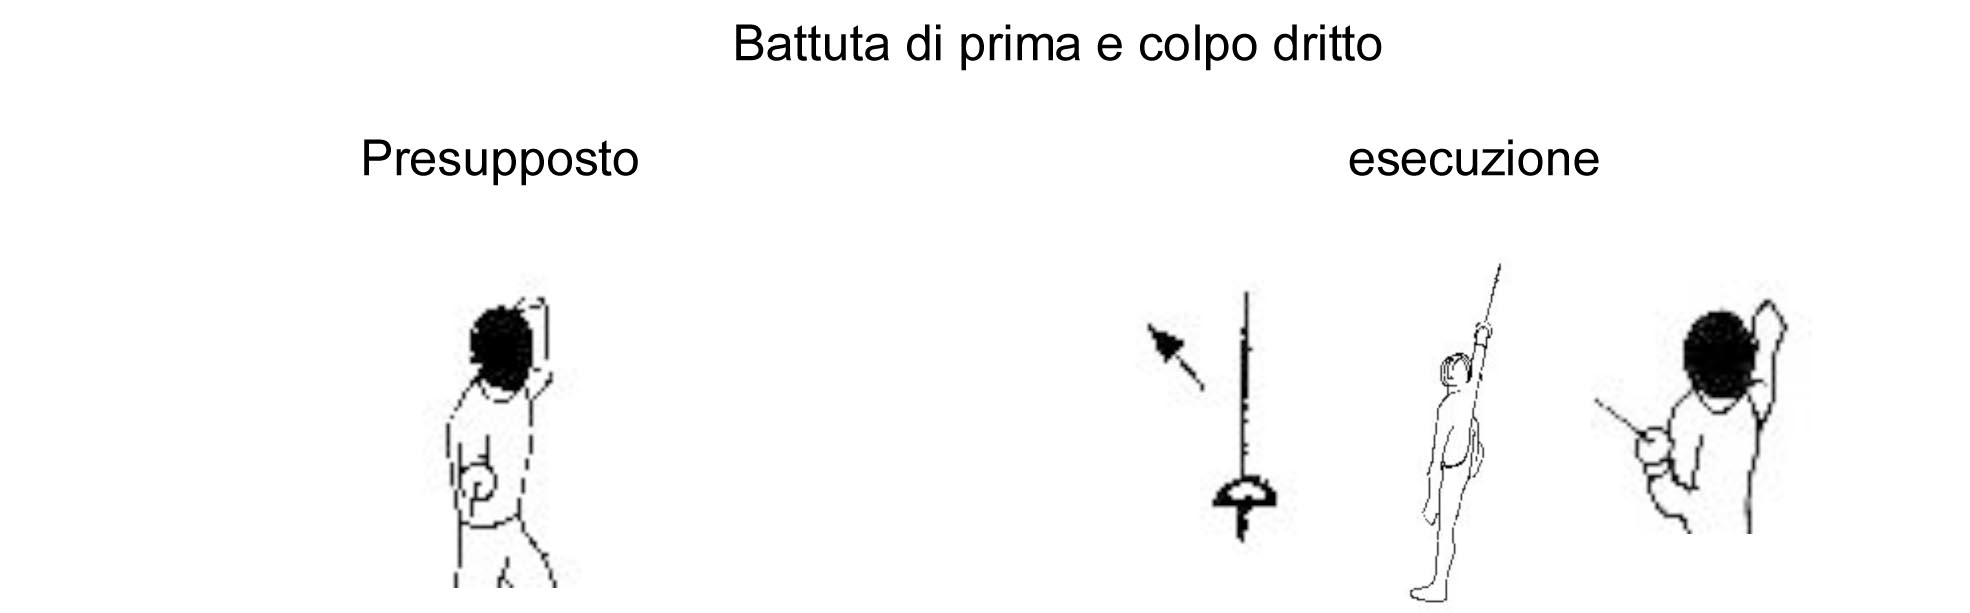 Battuta di prima e colpo dritto
Presupposto
esecuzione